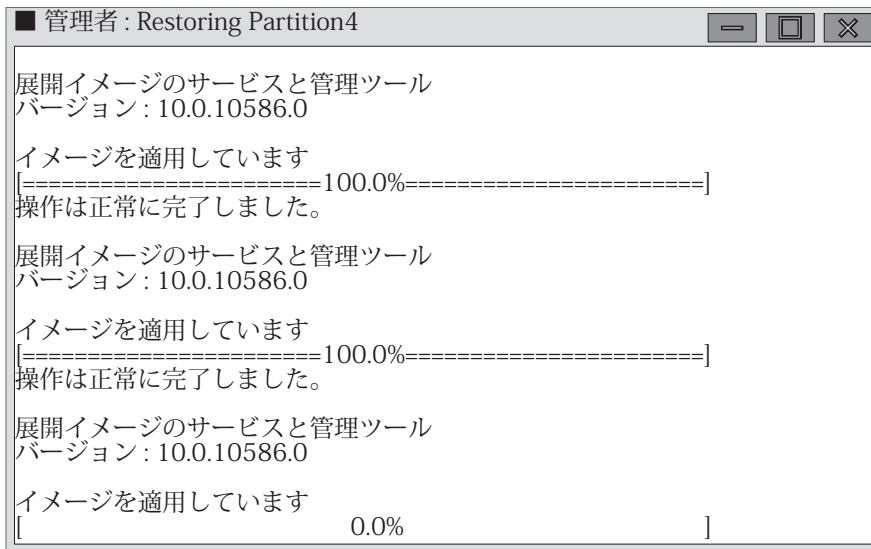 ■ 管理者 : Restoring Partition4
展開イメージのサービスと管理ツール
バージョン : 10.0.10586.0
イメージを適用しています
[=======================100.0%=======================]
操作は正常に完了しました。
展開イメージのサービスと管理ツール
バージョン : 10.0.10586.0
イメージを適用しています
[=======================100.0%=======================]
操作は正常に完了しました。
展開イメージのサービスと管理ツール
バージョン : 10.0.10586.0
イメージを適用しています
[                         0.0%                         ]